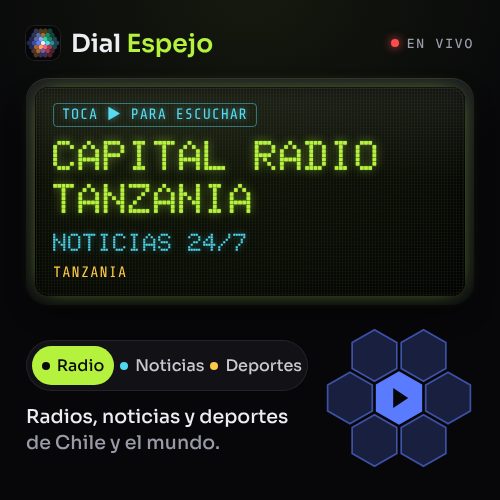 Dial Espejo
EN VIVO
TOCA ▶ PARA ESCUCHAR
CAPITAL RADIO
TANZANIA
NOTICIAS 24/7
TANZANIA
Radio Noticias Deportes
Radios, noticias y deportes
de Chile y el mundo.